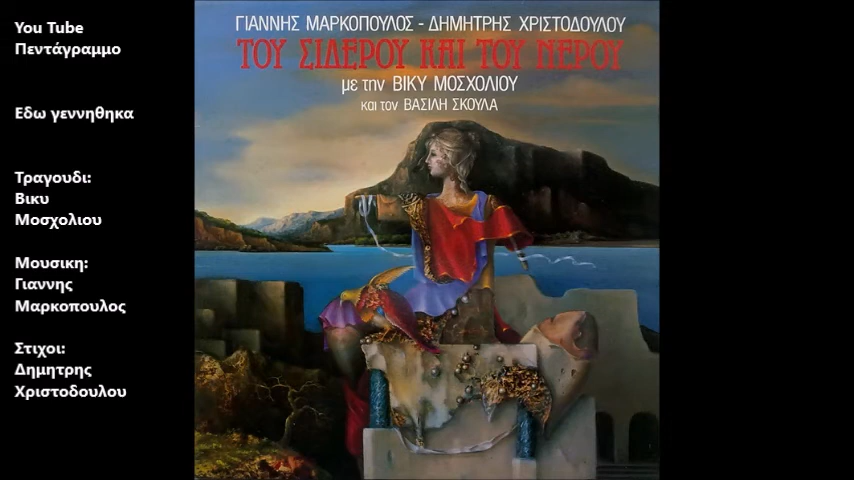 You Tube
Πεντάγραμμο
Εδω γεννηθηκα
Τραγουδι:
Βικυ
Μοσχολιου
Μουσικη:
Γιαννης
Μαρκοπουλος
Στιχοι:
Δημητρης
Χριστοδουλου
ΓΙΑΝΝΗΣ ΜΑΡΚΟΠΟΥΛΟΣ - ΔΗΜΗΤΡΗΣ ΧΡΙΣΤΟΔΟΥΛΟΥ
ΤΟΥ ΣΙΔΕΡΟΥ ΚΑΙ ΤΟΥ ΝΕΡΟΥ
με την ΒΙΚΥ ΜΟΣΧΟΛΙΟΥ
και τον ΒΑΣΙΛΗ ΣΚΟΥΛΑ